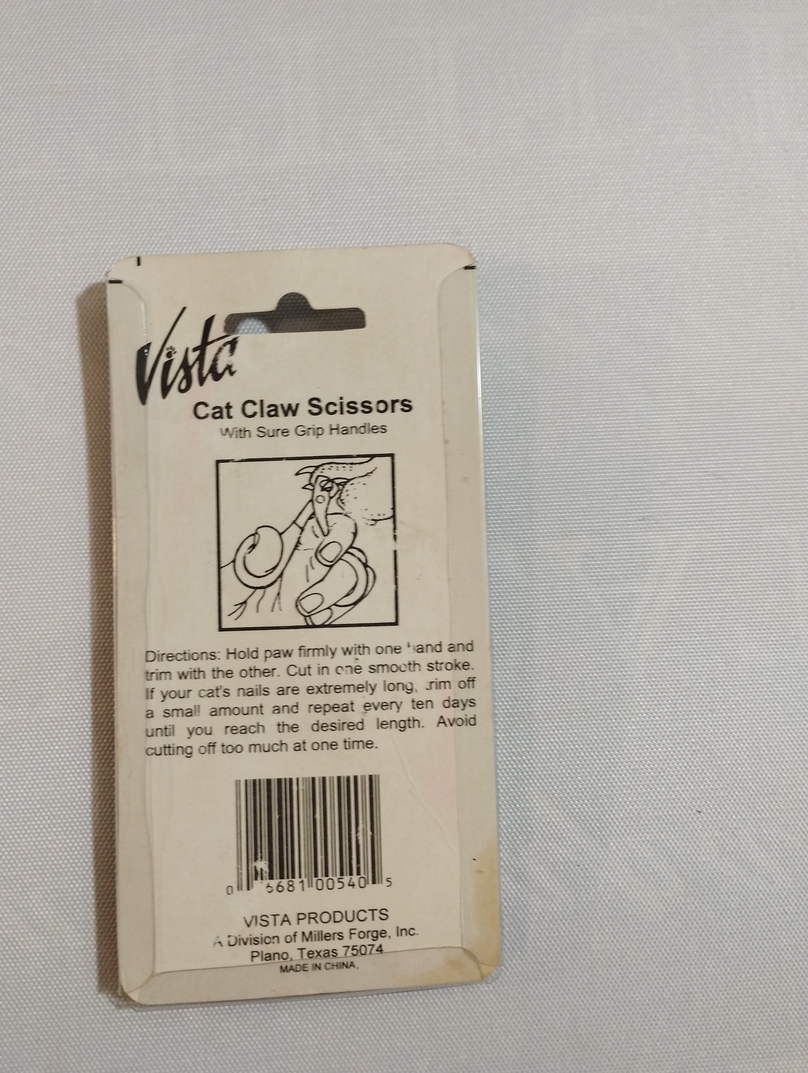 Vista
Cat Claw Scissors
With Sure Grip Handles
Directions: Hold paw firmly with one hand and
trim with the other. Cut in one smooth stroke.
If your cat's nails are extremely long, trim off
a small amount and repeat every ten days
until you reach the desired length. Avoid
cutting off too much at one time.
0 5681 00540 5
VISTA PRODUCTS
A Division of Millers Forge, Inc.
Plano, Texas 75074
MADE IN CHINA.